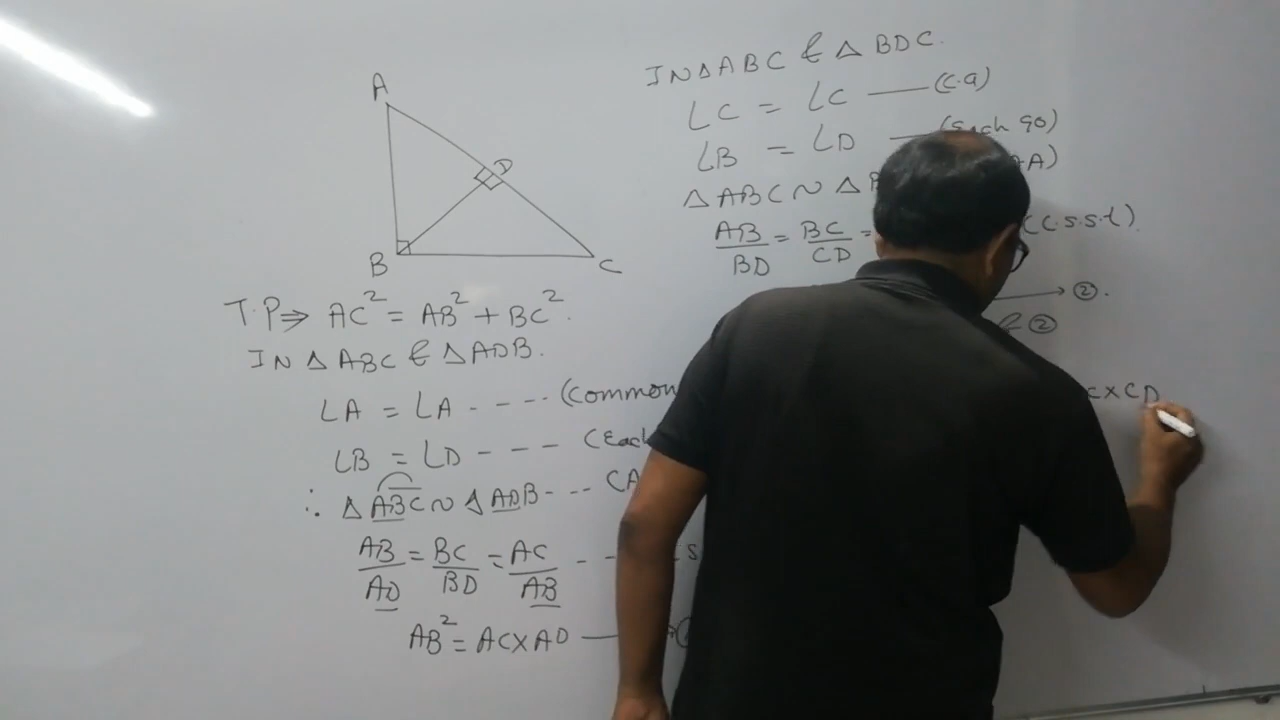 A
D
B
C
T.P⇒ AC² = AB² + BC².
IN △ ABC & △ADB.
∠A = ∠A - - - - (Common
∠B = ∠D - - - (Each
∴ △ ABC ~ △ ADB - - - CA
AB/AD = BC/BD = AC/AB - -
AB² = AC X AD
IN △ ABC & △ BDC.
∠C = ∠C —— (C.a)
∠B = ∠D — (Each 90)
△ ABC ~ △ A)
AB/BD = BC/CD = (C.S.S.t).
→ ②.
& ②
C X CD